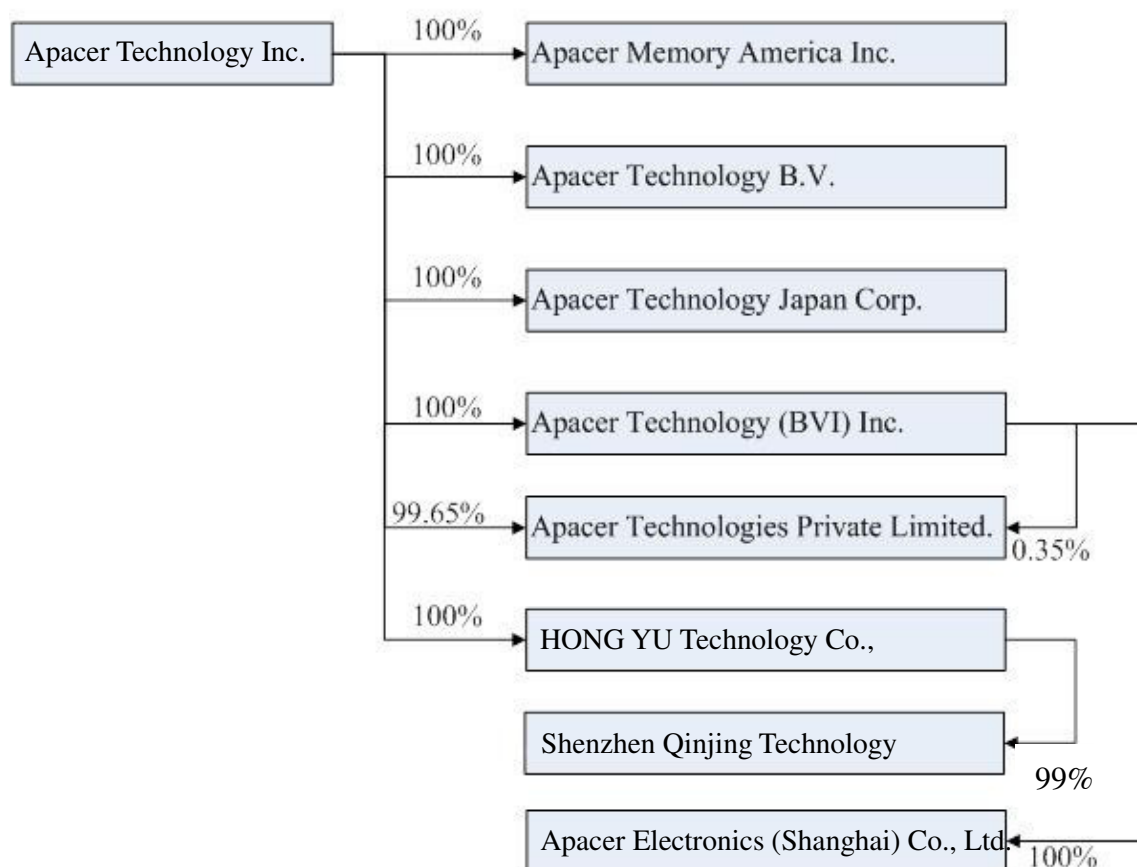 Apacer Technology Inc.
100%
Apacer Memory America Inc.
100%
Apacer Technology B.V.
100%
Apacer Technology Japan Corp.
100%
Apacer Technology (BVI) Inc.
99.65%
Apacer Technologies Private Limited.
0.35%
100%
HONG YU Technology Co.,
Shenzhen Qinjing Technology
99%
Apacer Electronics (Shanghai) Co., Ltd.
100%